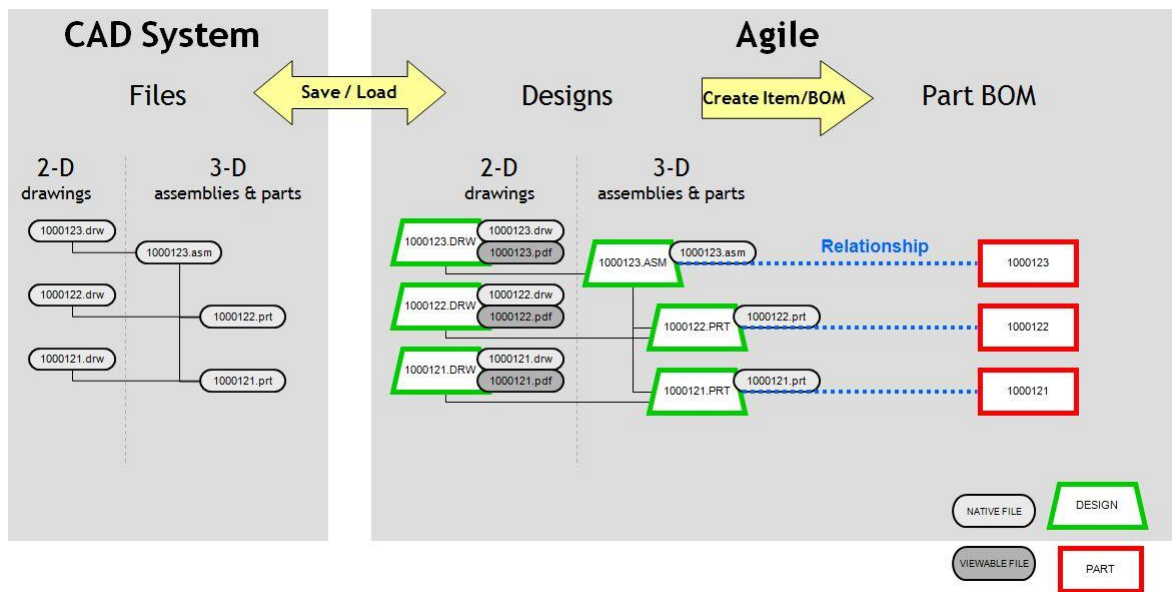 CAD System
Agile
Files
Save / Load
Designs
Create Item/BOM
Part BOM
2-D
drawings
3-D
assemblies & parts
2-D
drawings
3-D
assemblies & parts
1000123.drw
1000123.asm
1000122.drw
1000122.prt
1000121.drw
1000121.prt
1000123.DRW
1000123.drw
1000123.pdf
1000123.ASM
1000123.asm
Relationship
1000123
1000122.DRW
1000122.drw
1000122.pdf
1000122.PRT
1000122.prt
1000122
1000121.DRW
1000121.drw
1000121.pdf
1000121.PRT
1000121.prt
1000121
NATIVE FILE
DESIGN
VIEWABLE FILE
PART